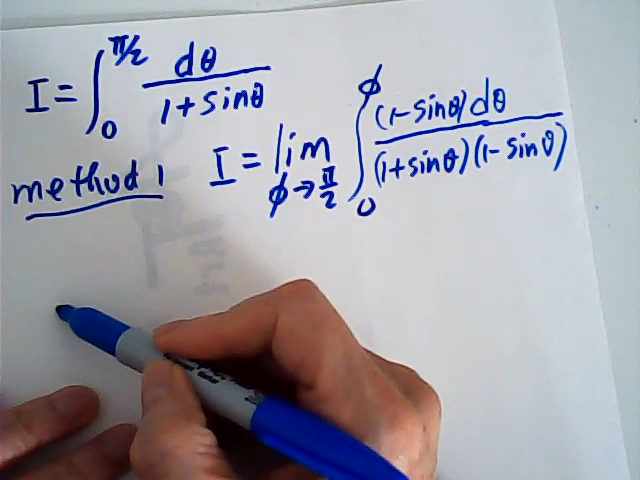 I = ∫₀^{π/2} dθ / (1 + sinθ)
method 1 I = lim_{ϕ→π/2} ∫₀^ϕ (1 - sinθ) dθ / (1 + sinθ)(1 - sinθ)